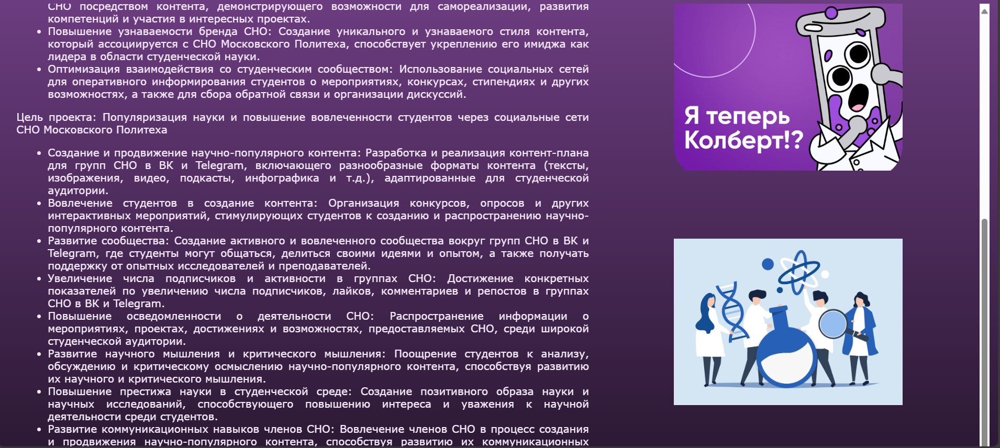 СНО посредством контента, демонстрирующего возможности для самореализации, развития
компетенций и участия в интересных проектах.
• Повышение узнаваемости бренда СНО: Создание уникального и узнаваемого стиля контента,
который ассоциируется с СНО Московского Политеха, способствует укреплению его имиджа как
лидера в области студенческой науки.
• Оптимизация взаимодействия со студенческим сообществом: Использование социальных сетей
для оперативного информирования студентов о мероприятиях, конкурсах, стипендиях и других
возможностях, а также для сбора обратной связи и организации дискуссий.
Цель проекта: Популяризация науки и повышение вовлеченности студентов через социальные сети
СНО Московского Политеха
• Создание и продвижение научно-популярного контента: Разработка и реализация контент-плана
для групп СНО в ВК и Telegram, включающего разнообразные форматы контента (тексты,
изображения, видео, подкасты, инфографика и т.д.), адаптированные для студенческой
аудитории.
• Вовлечение студентов в создание контента: Организация конкурсов, опросов и других
интерактивных мероприятий, стимулирующих студентов к созданию и распространению научно-
популярного контента.
• Развитие сообщества: Создание активного и вовлеченного сообщества вокруг групп СНО в ВК и
Telegram, где студенты могут общаться, делиться своими идеями и опытом, а также получать
поддержку от опытных исследователей и преподавателей.
• Увеличение числа подписчиков и активности в группах СНО: Достижение конкретных
показателей по увеличению числа подписчиков, лайков, комментариев и репостов в группах
СНО в ВК и Telegram.
• Повышение осведомленности о деятельности СНО: Распространение информации о
мероприятиях, проектах, достижениях и возможностях, предоставляемых СНО, среди широкой
студенческой аудитории.
• Развитие научного мышления и критического мышления: Поощрение студентов к анализу,
обсуждению и критическому осмыслению научно-популярного контента, способствуя развитию
их научного и критического мышления.
• Повышение престижа науки в студенческой среде: Создание позитивного образа науки и
научных исследований, способствующего повышению интереса и уважения к научной
деятельности среди студентов.
• Развитие коммуникационных навыков членов СНО: Вовлечение членов СНО в процесс создания
и продвижения научно-популярного контента, способствуя развитию их коммуникационных
Я теперь
Колберт!?